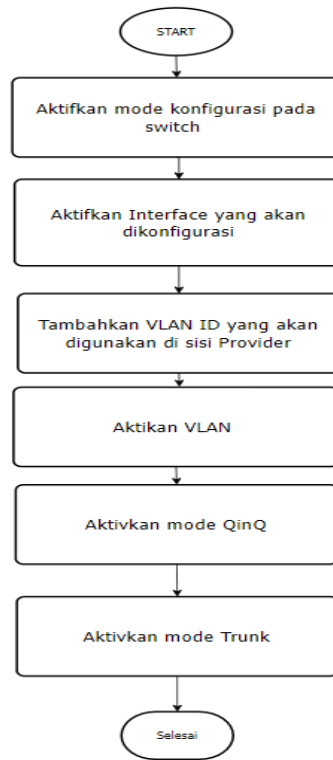 START
Aktifkan mode konfigurasi pada
switch
Aktifkan Interface yang akan
dikonfigurasi
Tambahkan VLAN ID yang akan
digunakan di sisi Provider
Aktikan VLAN
Aktivkan mode QinQ
Aktivkan mode Trunk
Selesai